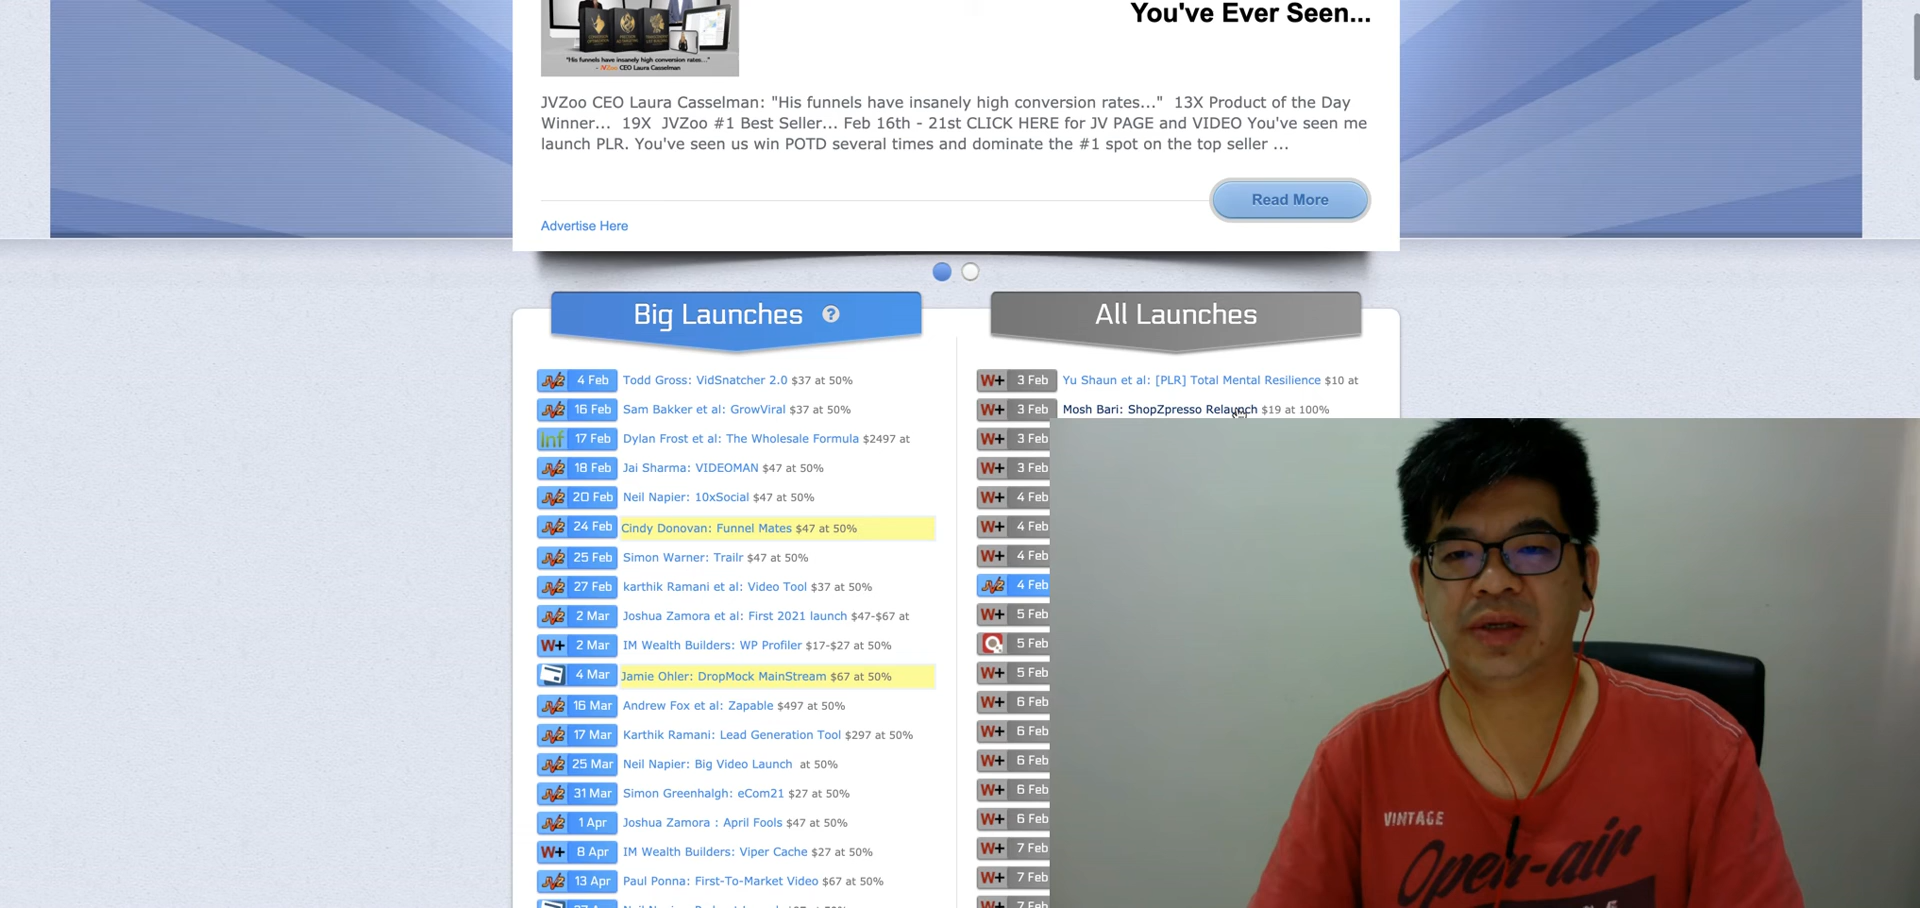 You've Ever Seen...
"His funnels have insanely high conversion rates..."
CEO Laura Casselman
JVZoo CEO Laura Casselman: "His funnels have insanely high conversion rates..." 13X Product of the Day
Winner... 19X JVZoo #1 Best Seller... Feb 16th - 21st CLICK HERE for JV PAGE and VIDEO You've seen me
launch PLR. You've seen us win POTD several times and dominate the #1 spot on the top seller ...
Read More
Advertise Here
Big Launches ?
4 Feb Todd Gross: VidSnatcher 2.0 $37 at 50%
16 Feb Sam Bakker et al: GrowViral $37 at 50%
inf 17 Feb Dylan Frost et al: The Wholesale Formula $2497 at
18 Feb Jai Sharma: VIDEOMAN $47 at 50%
20 Feb Neil Napier: 10xSocial $47 at 50%
24 Feb Cindy Donovan: Funnel Mates $47 at 50%
25 Feb Simon Warner: Trailr $47 at 50%
27 Feb karthik Ramani et al: Video Tool $37 at 50%
2 Mar Joshua Zamora et al: First 2021 launch $47-$67 at
W+ 2 Mar IM Wealth Builders: WP Profiler $17-$27 at 50%
4 Mar Jamie Ohler: DropMock MainStream $67 at 50%
16 Mar Andrew Fox et al: Zapable $497 at 50%
17 Mar Karthik Ramani: Lead Generation Tool $297 at 50%
25 Mar Neil Napier: Big Video Launch at 50%
31 Mar Simon Greenhalgh: eCom21 $27 at 50%
1 Apr Joshua Zamora : April Fools $47 at 50%
W+ 8 Apr IM Wealth Builders: Viper Cache $27 at 50%
13 Apr Paul Ponna: First-To-Market Video $67 at 50%
All Launches
W+ 3 Feb Yu Shaun et al: [PLR] Total Mental Resilience $10 at
W+ 3 Feb Mosh Bari: ShopZpresso Relaunch $19 at 100%
W+ 3 Feb
W+ 3 Feb
W+ 4 Feb
W+ 4 Feb
W+ 4 Feb
4 Feb
W+ 5 Feb
5 Feb
W+ 5 Feb
W+ 6 Feb
W+ 6 Feb
W+ 6 Feb
W+ 6 Feb
W+ 6 Feb
W+ 7 Feb
W+ 7 Feb
VINTAGE
Open-air